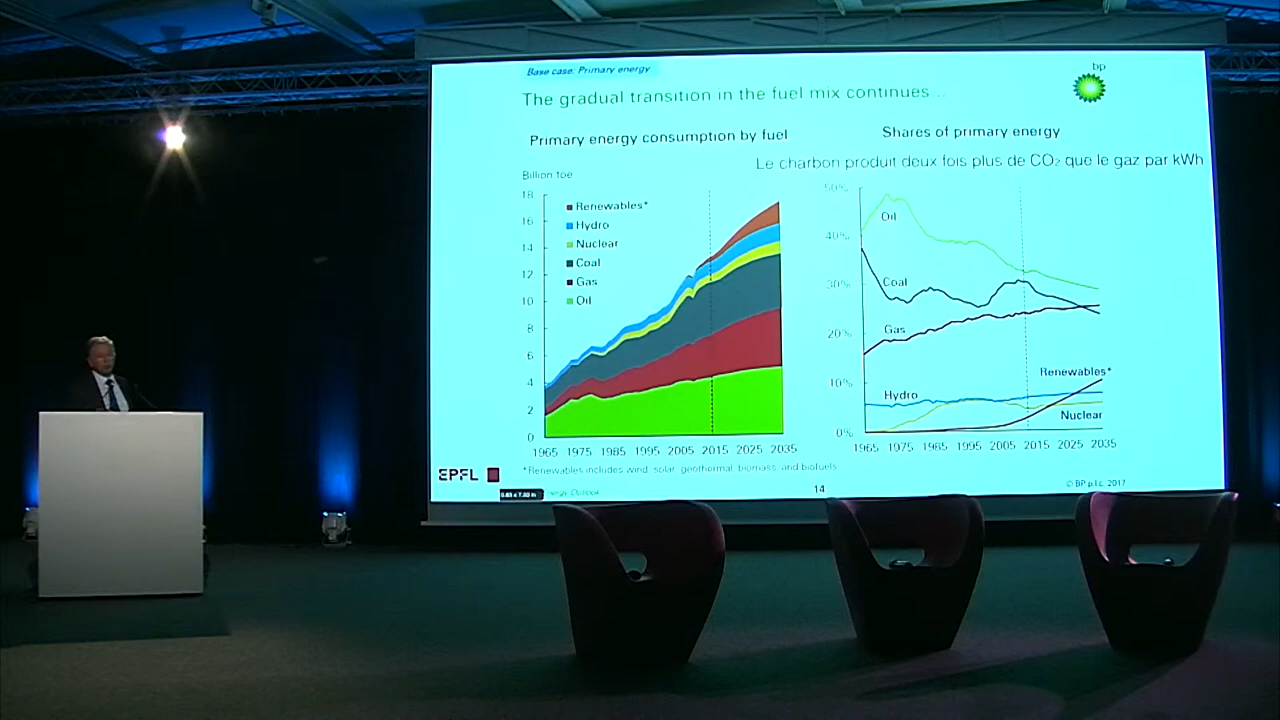 Base case: Primary energy
bp
The gradual transition in the fuel mix continues...
Primary energy consumption by fuel
Shares of primary energy
Le charbon produit deux fois plus de CO₂ que le gaz par kWh
Billion toe
18
16
14
12
10
8
6
4
2
0
Renewables*
Hydro
Nuclear
Coal
Gas
Oil
1965 1975 1985 1995 2005 2015 2025 2035
50%
40%
30%
20%
10%
0%
Oil
Coal
Gas
Renewables*
Hydro
Nuclear
1965 1975 1985 1995 2005 2015 2025 2035
*Renewables includes wind, solar, geothermal, biomass, and biofuels
EPFL
Outlook
14
© BP p.l.c. 2017